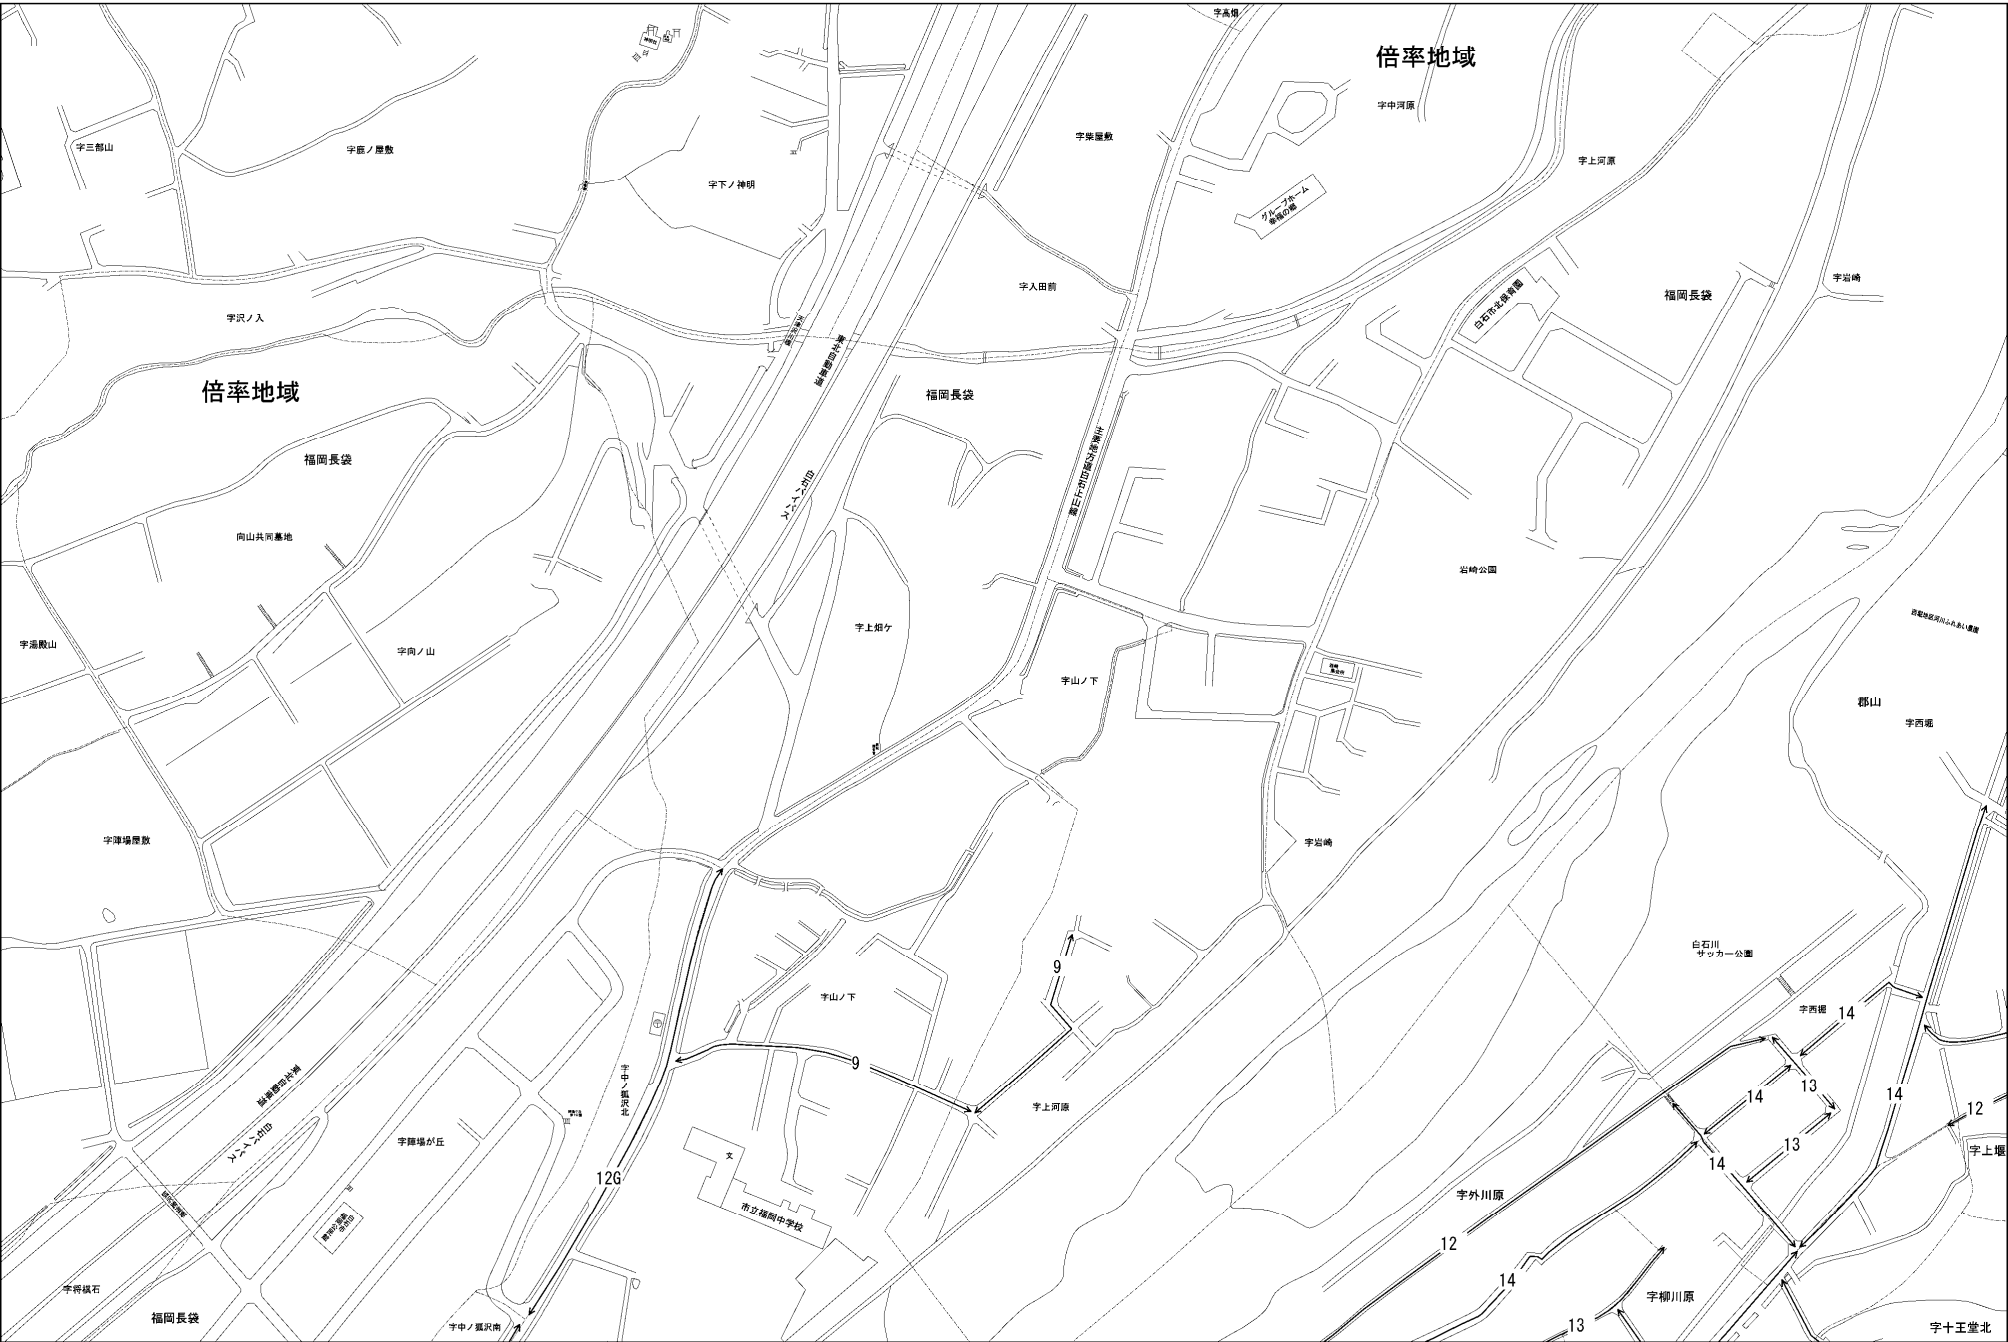 字高畑
倍率地域
字中河原
字三部山
字鹿ノ屋敷
字柴屋敷
字上河原
字下ノ神明
グループホーム
幸福の郷
字入田前
字岩崎
福岡長袋
白石市北保育園
字沢ノ入
東北自動車道
倍率地域
福岡長袋
主要地方道白石上山線
福岡長袋
白石バイパス
向山共同墓地
岩崎公園
字上畑ケ
字湯殿山
字向ノ山
字山ノ下
郡山
字西堀
字陣場屋敷
字岩崎
白石川
サッカー公園
9
字山ノ下
字西堀
14
9
東北自動車道
字中ノ狐沢北
13
14
14
12
字上河原
白石バイパス
字陣場が丘
文
13
字上堰
14
12G
市立福岡中学校
字外川原
12
14
字将棋石
字柳川原
福岡長袋
字中ノ狐沢南
13
字十王堂北